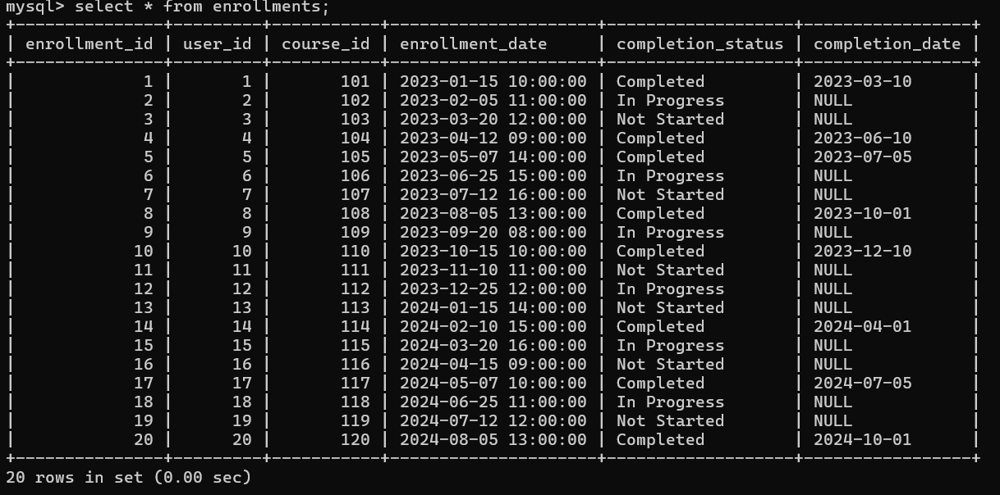 mysql> select * from enrollments;
+---------------+---------+-----------+---------------------+-------------------+-----------------+
| enrollment_id | user_id | course_id | enrollment_date     | completion_status | completion_date |
+---------------+---------+-----------+---------------------+-------------------+-----------------+
|             1 |       1 |       101 | 2023-01-15 10:00:00 | Completed         | 2023-03-10      |
|             2 |       2 |       102 | 2023-02-05 11:00:00 | In Progress       | NULL            |
|             3 |       3 |       103 | 2023-03-20 12:00:00 | Not Started       | NULL            |
|             4 |       4 |       104 | 2023-04-12 09:00:00 | Completed         | 2023-06-10      |
|             5 |       5 |       105 | 2023-05-07 14:00:00 | Completed         | 2023-07-05      |
|             6 |       6 |       106 | 2023-06-25 15:00:00 | In Progress       | NULL            |
|             7 |       7 |       107 | 2023-07-12 16:00:00 | Not Started       | NULL            |
|             8 |       8 |       108 | 2023-08-05 13:00:00 | Completed         | 2023-10-01      |
|             9 |       9 |       109 | 2023-09-20 08:00:00 | In Progress       | NULL            |
|            10 |      10 |       110 | 2023-10-15 10:00:00 | Completed         | 2023-12-10      |
|            11 |      11 |       111 | 2023-11-10 11:00:00 | Not Started       | NULL            |
|            12 |      12 |       112 | 2023-12-25 12:00:00 | In Progress       | NULL            |
|            13 |      13 |       113 | 2024-01-15 14:00:00 | Not Started       | NULL            |
|            14 |      14 |       114 | 2024-02-10 15:00:00 | Completed         | 2024-04-01      |
|            15 |      15 |       115 | 2024-03-20 16:00:00 | In Progress       | NULL            |
|            16 |      16 |       116 | 2024-04-15 09:00:00 | Not Started       | NULL            |
|            17 |      17 |       117 | 2024-05-07 10:00:00 | Completed         | 2024-07-05      |
|            18 |      18 |       118 | 2024-06-25 11:00:00 | In Progress       | NULL            |
|            19 |      19 |       119 | 2024-07-12 12:00:00 | Not Started       | NULL            |
|            20 |      20 |       120 | 2024-08-05 13:00:00 | Completed         | 2024-10-01      |
+---------------+---------+-----------+---------------------+-------------------+-----------------+
20 rows in set (0.00 sec)